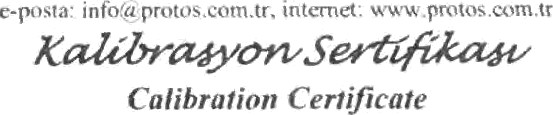 e-posta: info@protos.com.tr, internet: www.protos.com.tr
Kalibrasyon Sertifikası
Calibration Certificate